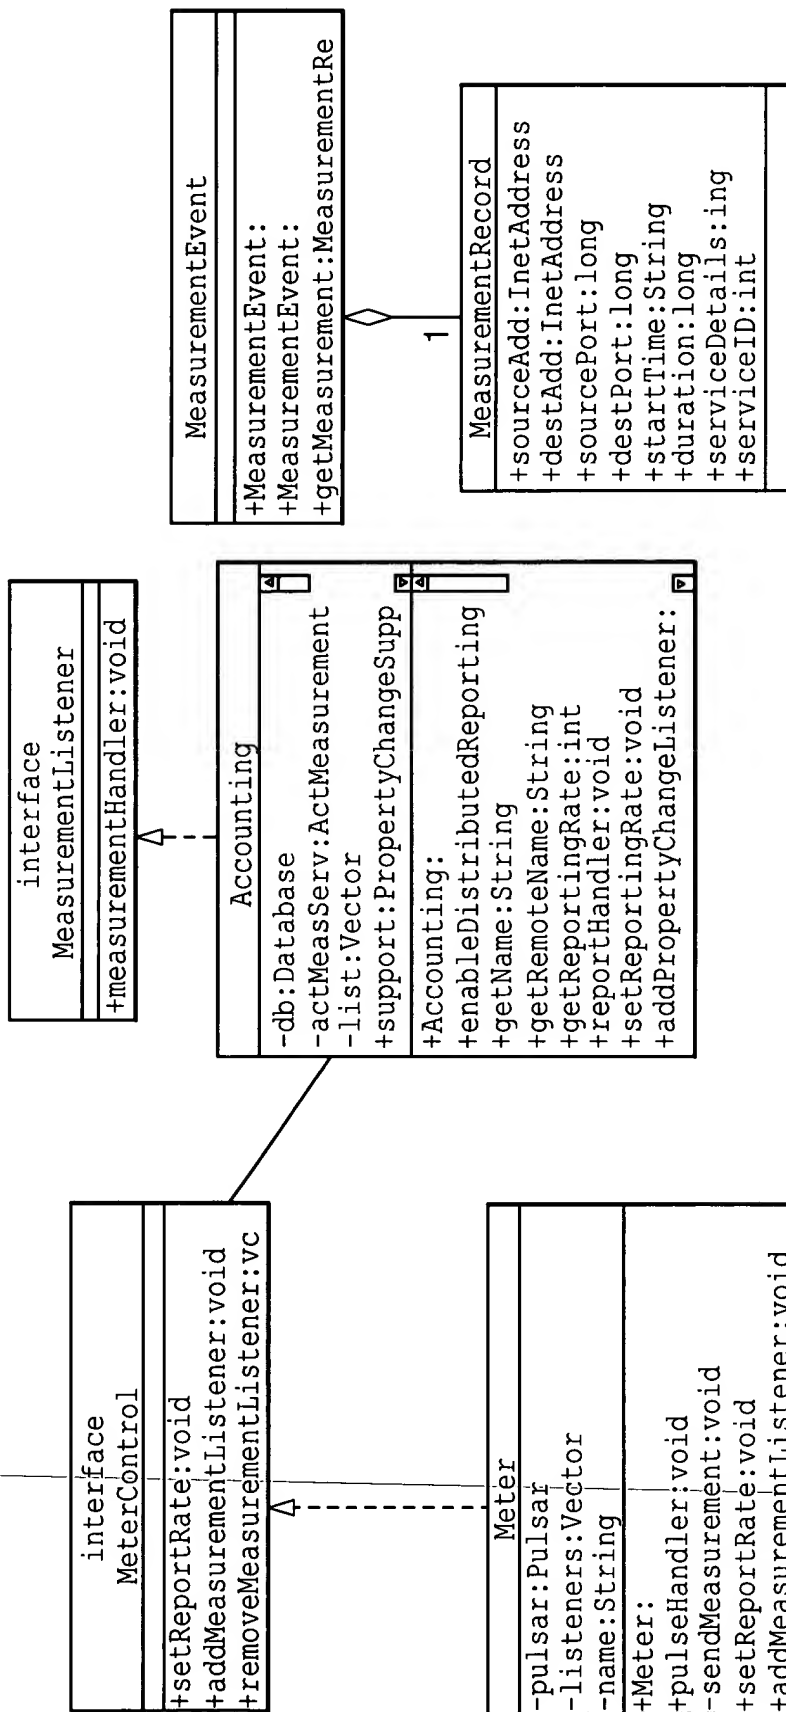 interface
MeterControl
+setReportRate:void
+addMeasurementListener:void
+removeMeasurementListener:vc
Meter
-pulsar:Pulsar
-listeners:Vector
-name:String
+Meter:
+pulseHandler:void
-sendMeasurement:void
+setReportRate:void
+addMeasurementListener:void
interface
MeasurementListener
+measurementHandler:void
Accounting
-db:Database
-actMeasServ:ActMeasurement
-list:Vector
+support:PropertyChangeSupp
+Accounting:
+enableDistributedReporting
+getName:String
+getRemoteName:String
+getReportingRate:int
+reportHandler:void
+setReportingRate:void
+addPropertyChangeListener:
MeasurementEvent
+MeasurementEvent:
+MeasurementEvent:
+getMeasurement:MeasurementRe
1
MeasurementRecord
+sourceAdd:InetAddress
+destAdd:InetAddress
+sourcePort:long
+destPort:long
+startTime:String
+duration:long
+serviceDetails:ing
+serviceID:int